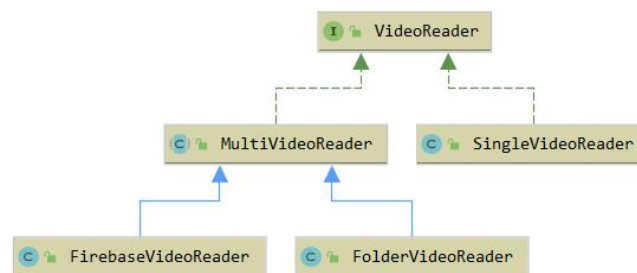 I VideoReader
C MultiVideoReader
C SingleVideoReader
C FirebaseVideoReader
C FolderVideoReader